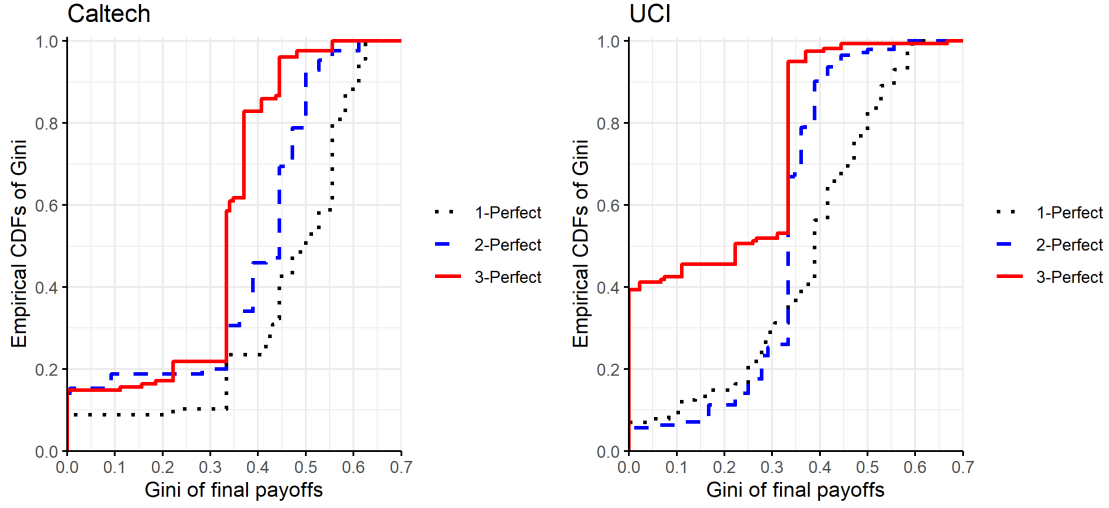 Caltech
Empirical CDFs of Gini
1.0
0.8
0.6
0.4
0.2
0.0
0.0 0.1 0.2 0.3 0.4 0.5 0.6 0.7
Gini of final payoffs
1-Perfect
2-Perfect
3-Perfect
UCI
Empirical CDFs of Gini
1.0
0.8
0.6
0.4
0.2
0.0
0.0 0.1 0.2 0.3 0.4 0.5 0.6 0.7
Gini of final payoffs
1-Perfect
2-Perfect
3-Perfect